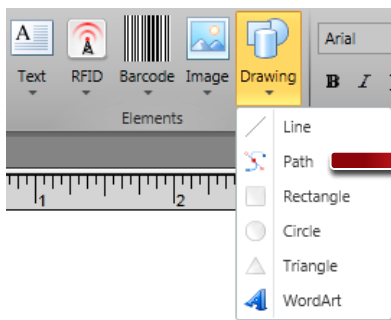 A
Arial
Text RFID Barcode Image Drawing
B I
Elements
Line
Path
1 2
Rectangle
Circle
Triangle
WordArt